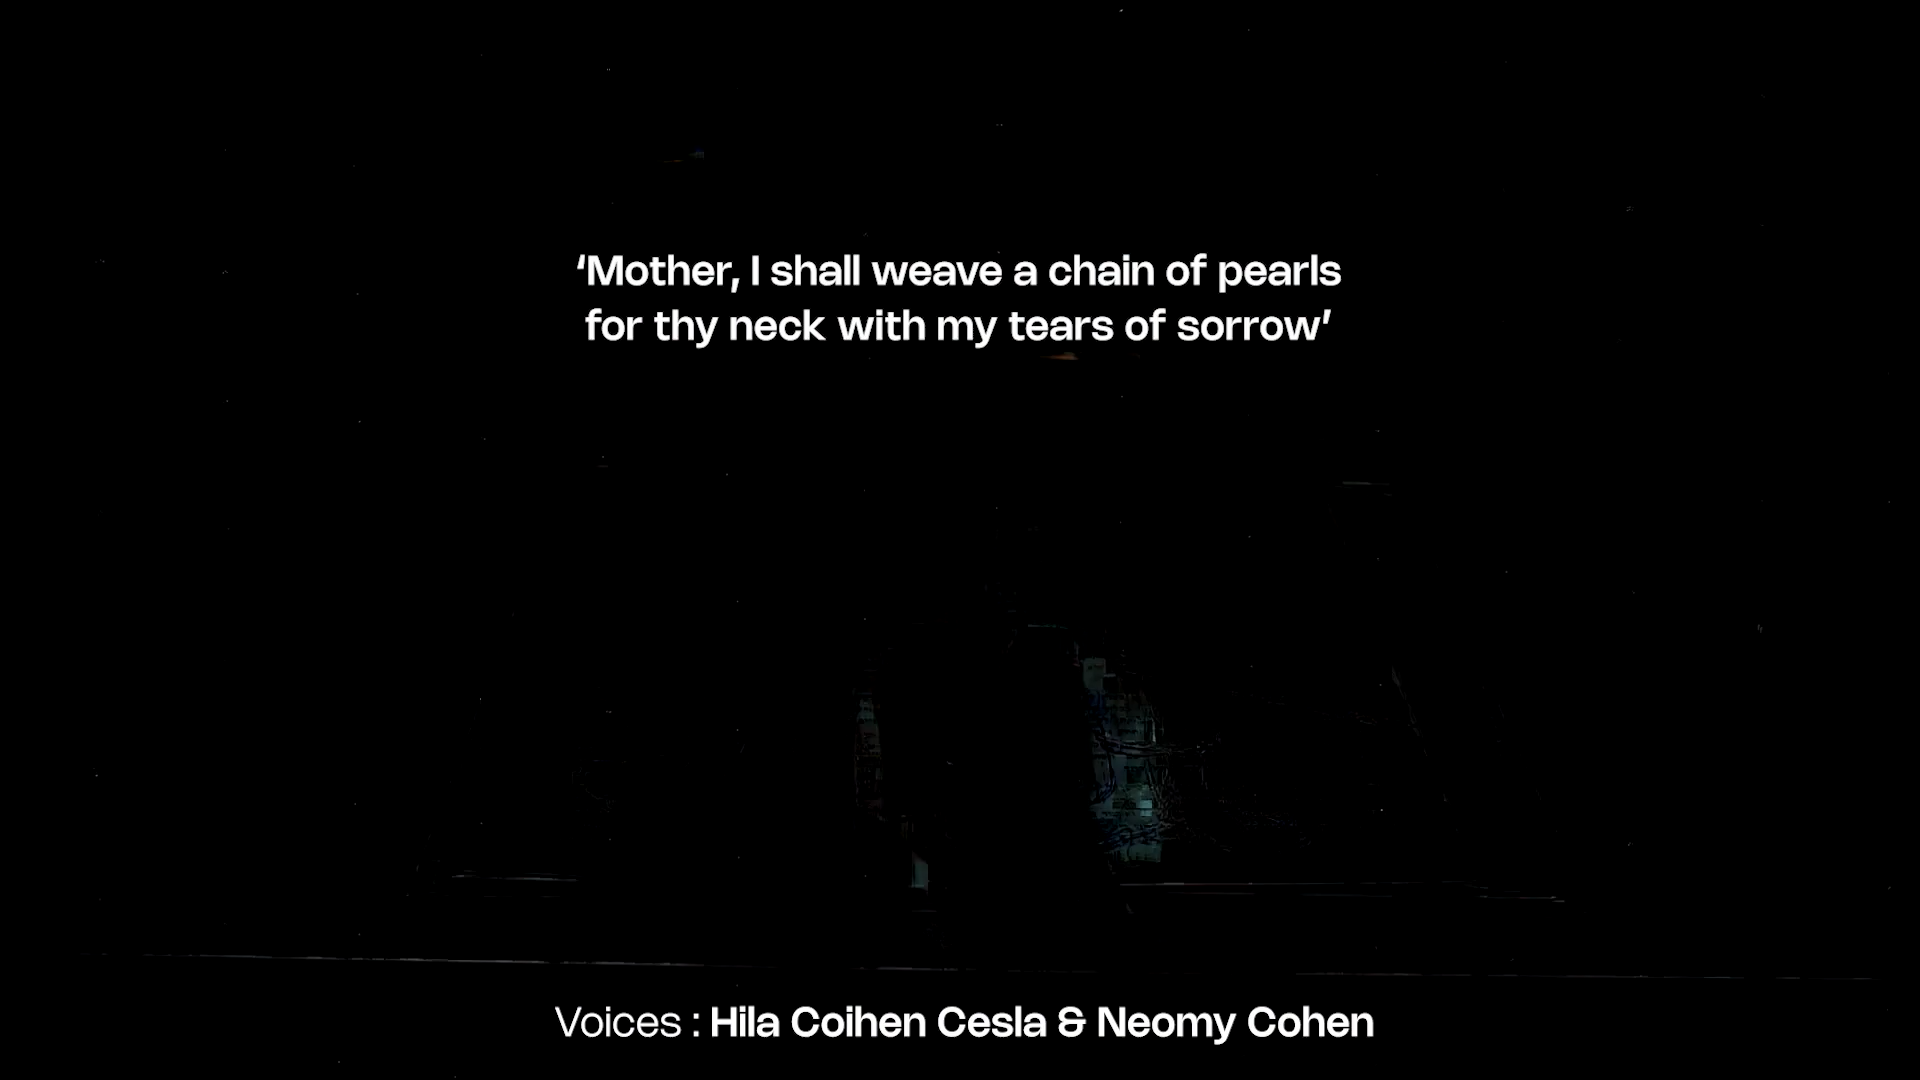 ‘Mother, I shall weave a chain of pearls
for thy neck with my tears of sorrow’
Voices : Hila Coihen Cesla & Neomy Cohen